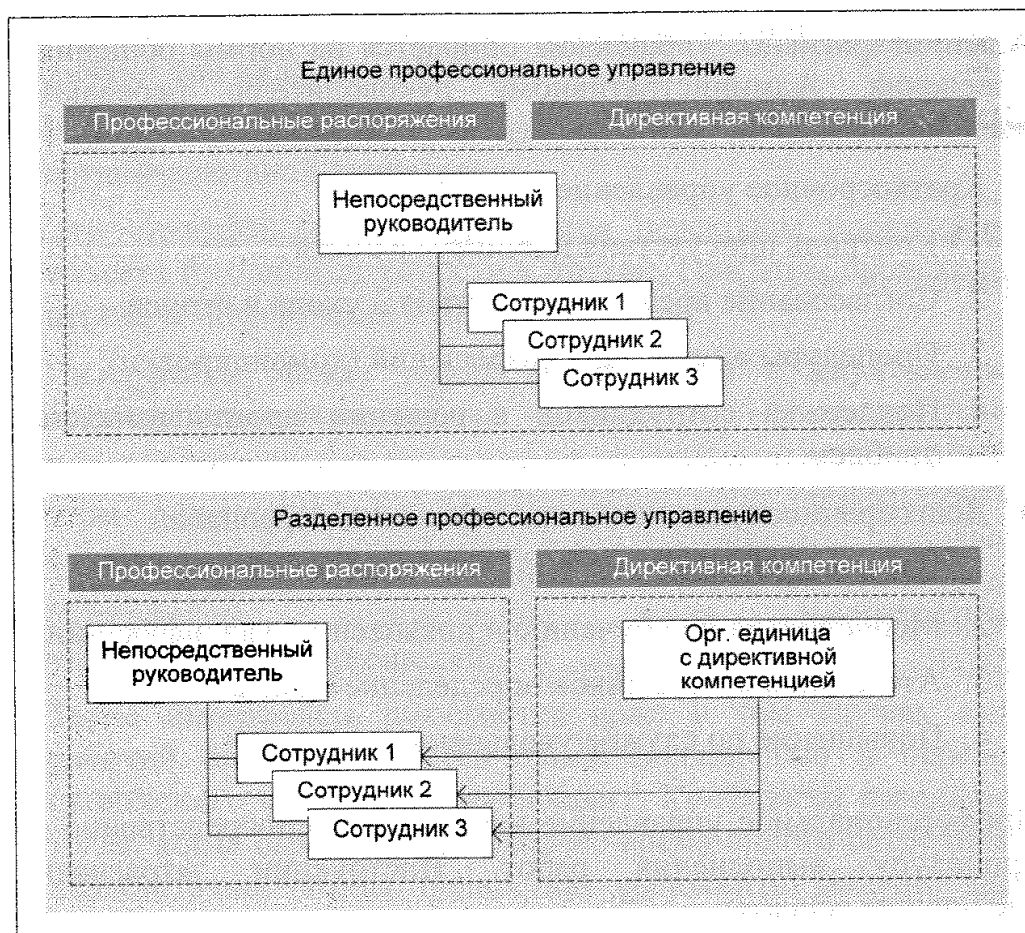 Единое профессиональное управление
Профессиональные распоряжения
Директивная компетенция
Непосредственный
руководитель
Сотрудник 1
Сотрудник 2
Сотрудник 3
Разделенное профессиональное управление
Профессиональные распоряжения
Директивная компетенция
Непосредственный
руководитель
Орг. единица
с директивной
компетенцией
Сотрудник 1
Сотрудник 2
Сотрудник 3